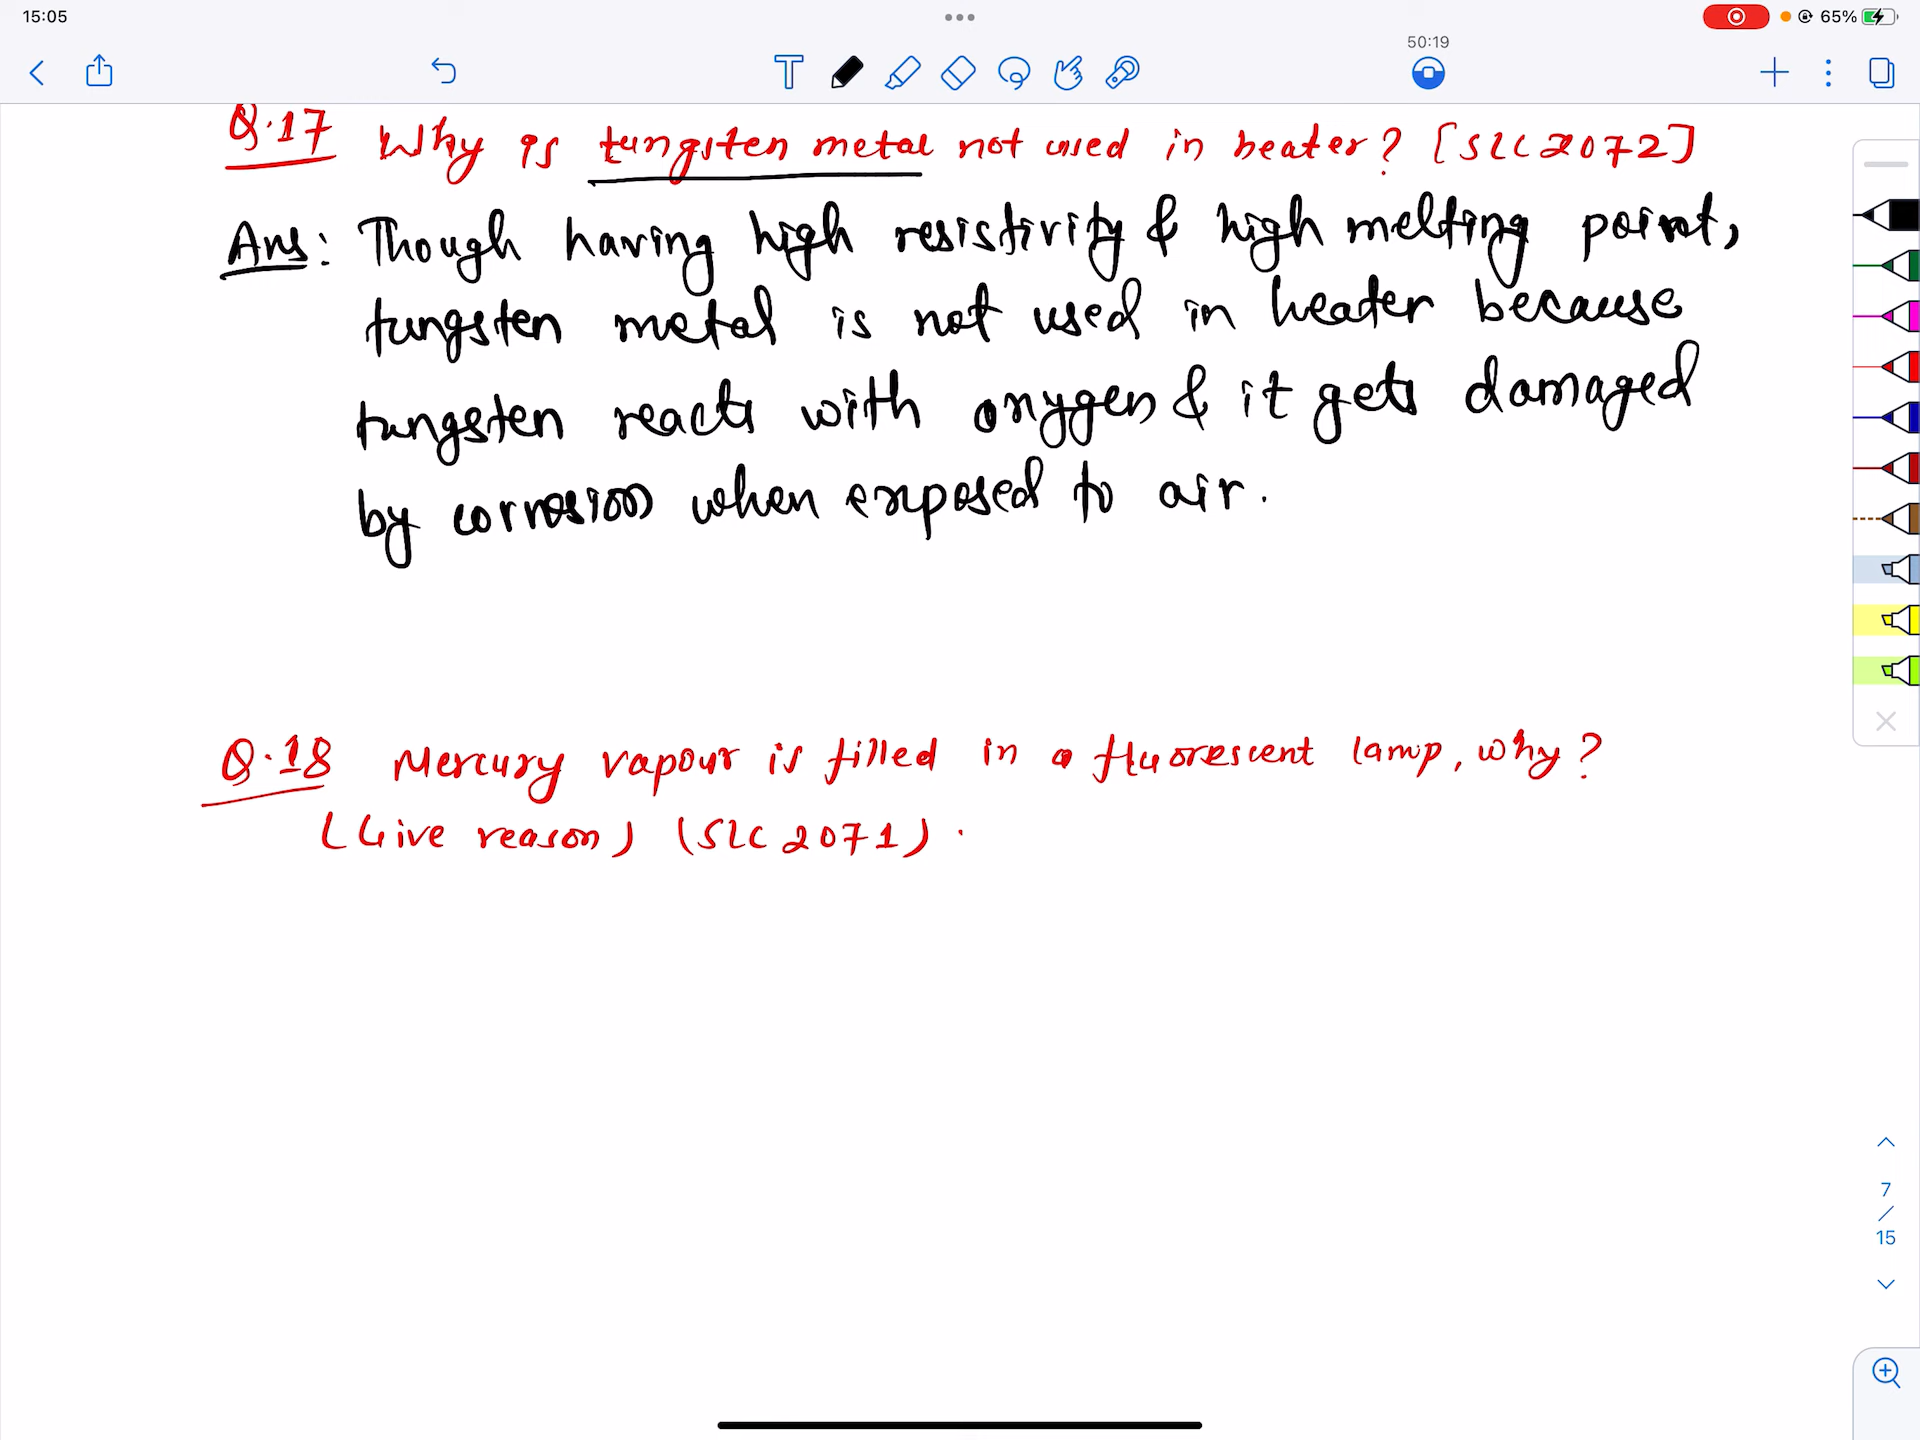 15:05
65%
50:19
Q.17 Why is tungsten metal not used in heater? [SLC 2072]
Ans: Though having high resistivity & high melting point,
tungsten metal is not used in heater because
tungsten reacts with oxygen & it gets damaged
by corrosion when exposed to air.
Q.18 Mercury vapour is filled in a fluorescent lamp, why?
(Give reason) (SLC 2071).
7
/
15